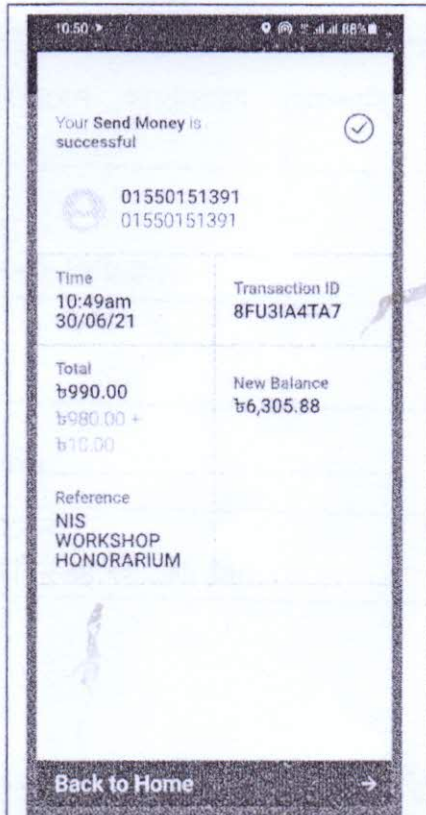 10:50
88%
Your Send Money is
successful
01550151391
01550151391
Time
10:49am
30/06/21
Transaction ID
8FU3IA4TA7
Total
৳990.00
৳980.00 +
৳10.00
New Balance
৳6,305.88
Reference
NIS
WORKSHOP
HONORARIUM
Back to Home